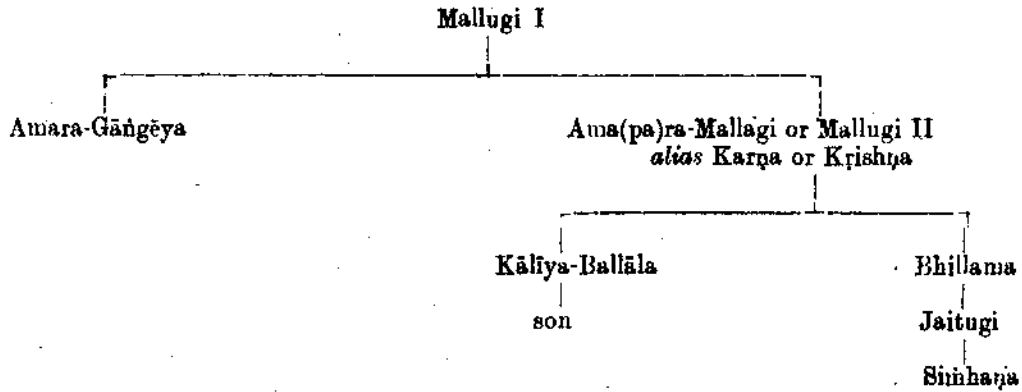 Mallugi I
Amara-Gāṅgēya
Ama(pa)ra-Mallagi or Mallugi II
alias Karṇa or Kṛishṇa
Kālīya-Ballāla
Bhillama
son
Jaitugi
Siṁhaṇa